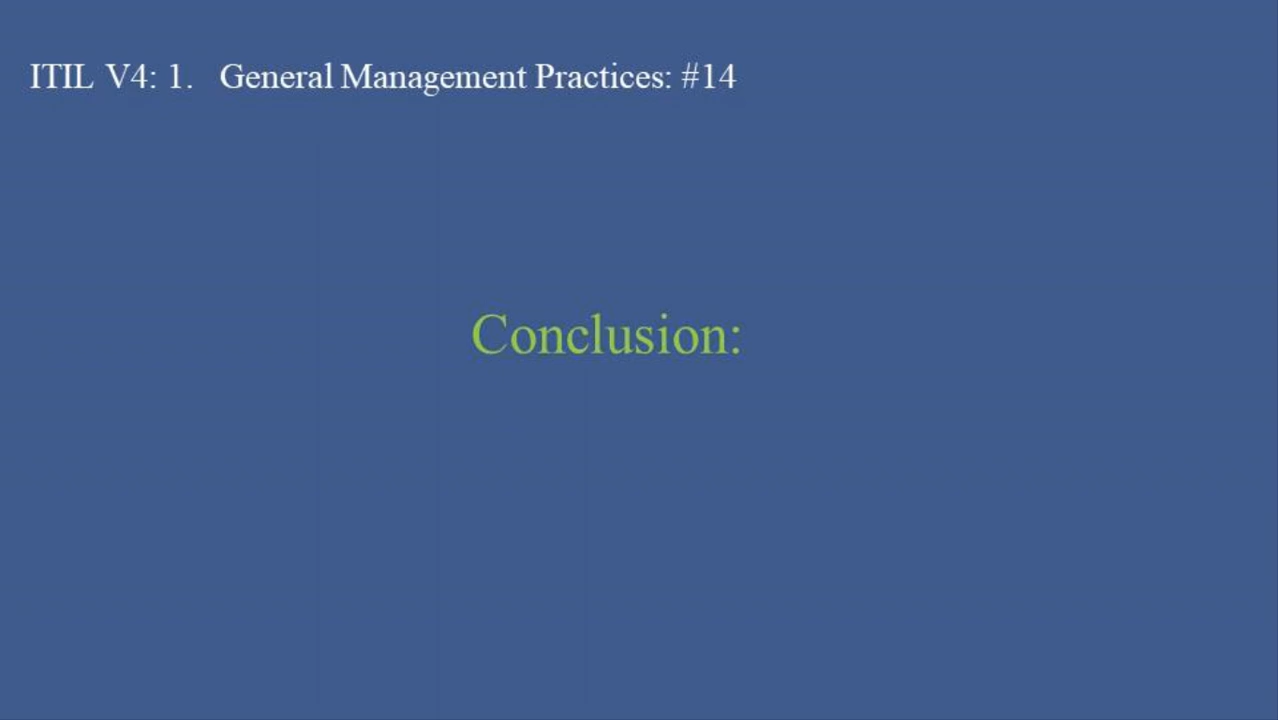 ITIL V4: 1. General Management Practices: #14
Conclusion: